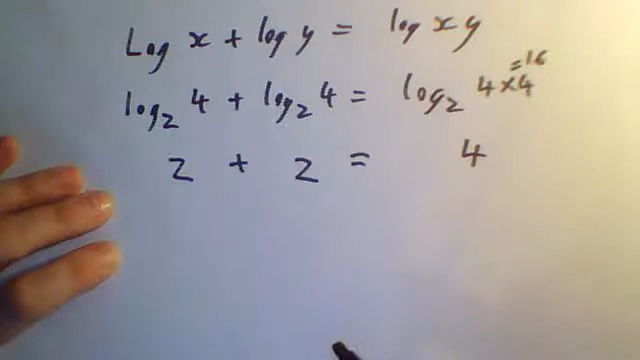 Log x + log y = log xy
log₂ 4 + log₂ 4 = log₂ 4×4 =16
2 + 2 = 4